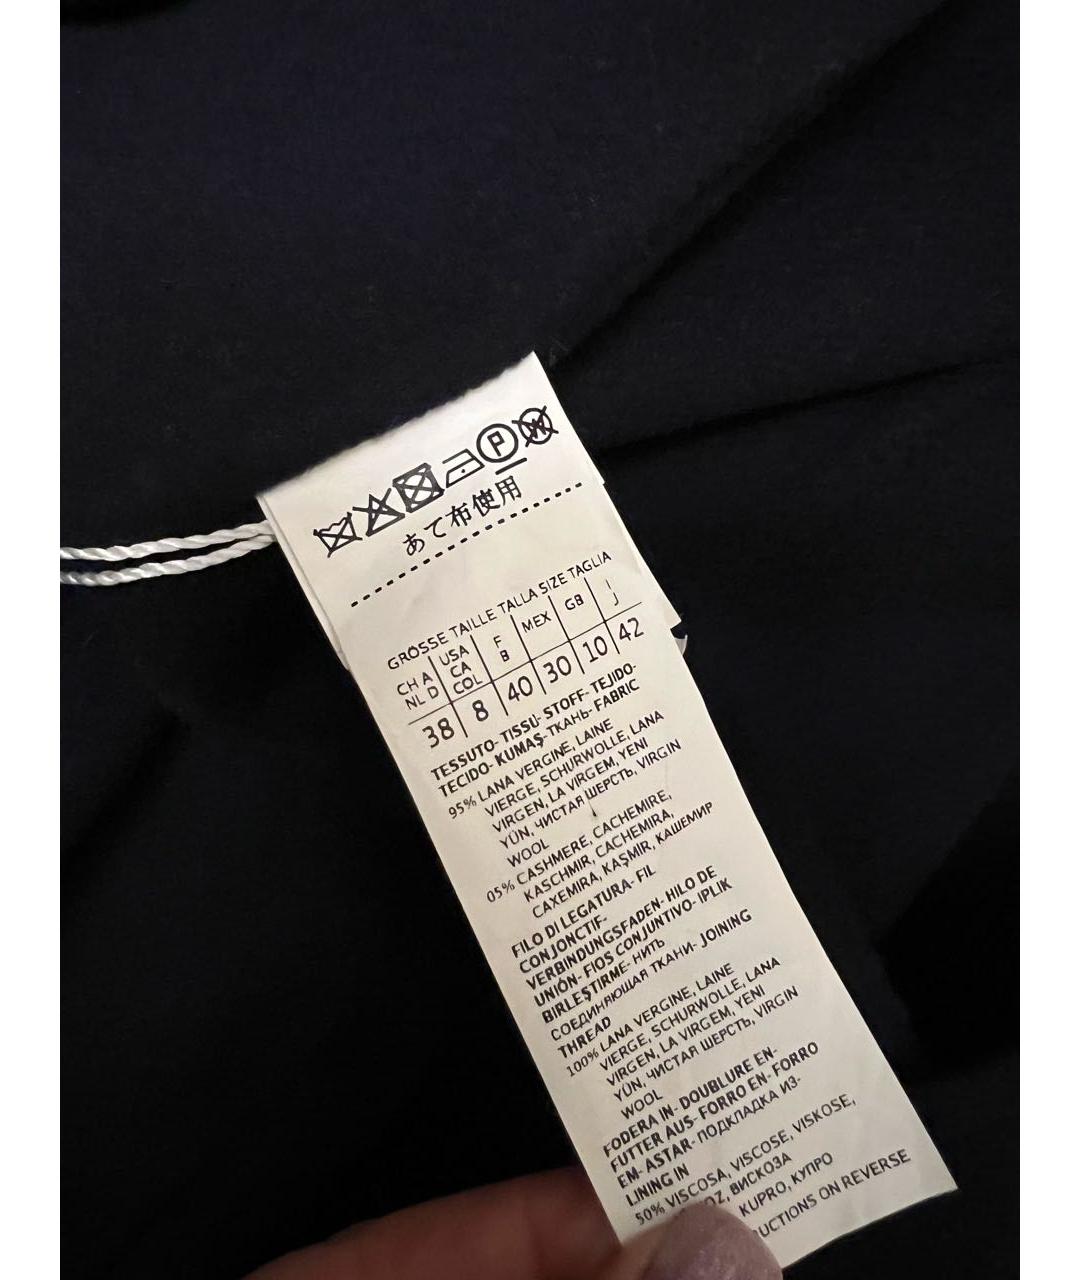 P W
あて布使用
GRÖSSE TAILLE TALLA SIZE TAGLIA
CH A NL D USA CA COL F B MEX GB I J
38 8 40 30 10 42
TESSUTO- TISSU- STOFF- TEJIDO-
TECIDO- KUMAŞ- ТКАНЬ- FABRIC
95% LANA VERGINE, LAINE
VIERGE, SCHURWOLLE, LANA
VIRGEN, LA VIRGEM, YENI
YÜN, ЧИСТАЯ ШЕРСТЬ, VIRGIN
WOOL
05% CASHMERE, CACHEMIRE,
KASCHMIR, CACHEMIRA,
CAXEMIRA, KAŞMIR, КАШЕМИР
FILO DI LEGATURA- FIL
CONJONCTIF-
VERBINDUNGSFADEN- HILO DE
UNIÓN- FIOS CONJUNTIVO- IPLIK
BIRLEŞTIRME- НИТЬ
СОЕДИНЯЮЩАЯ ТКАНИ- JOINING
THREAD
100% LANA VERGINE, LAINE
VIERGE, SCHURWOLLE, LANA
VIRGEN, LA VIRGEM, YENI
YÜN, ЧИСТАЯ ШЕРСТЬ, VIRGIN
WOOL
FODERA IN- DOUBLURE EN-
FUTTER AUS- FORRO EN- FORRO
EM- ASTAR- ПОДКЛАДКА ИЗ-
LINING IN
50% VISCOSA, VISCOSE, VISKOSE,
OZ, ВИСКОЗА
KUPRO, КУПРО
UCTIONS ON REVERSE